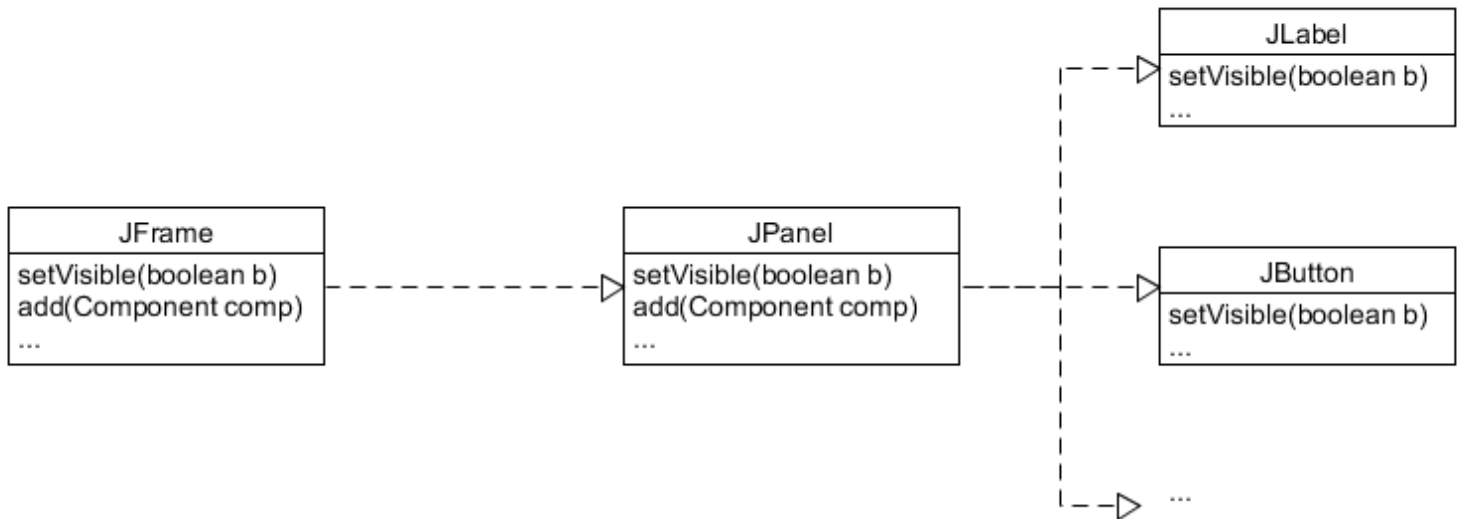 JFrame
setVisible(boolean b)
add(Component comp)
...
JPanel
setVisible(boolean b)
add(Component comp)
...
JLabel
setVisible(boolean b)
...
JButton
setVisible(boolean b)
...
...